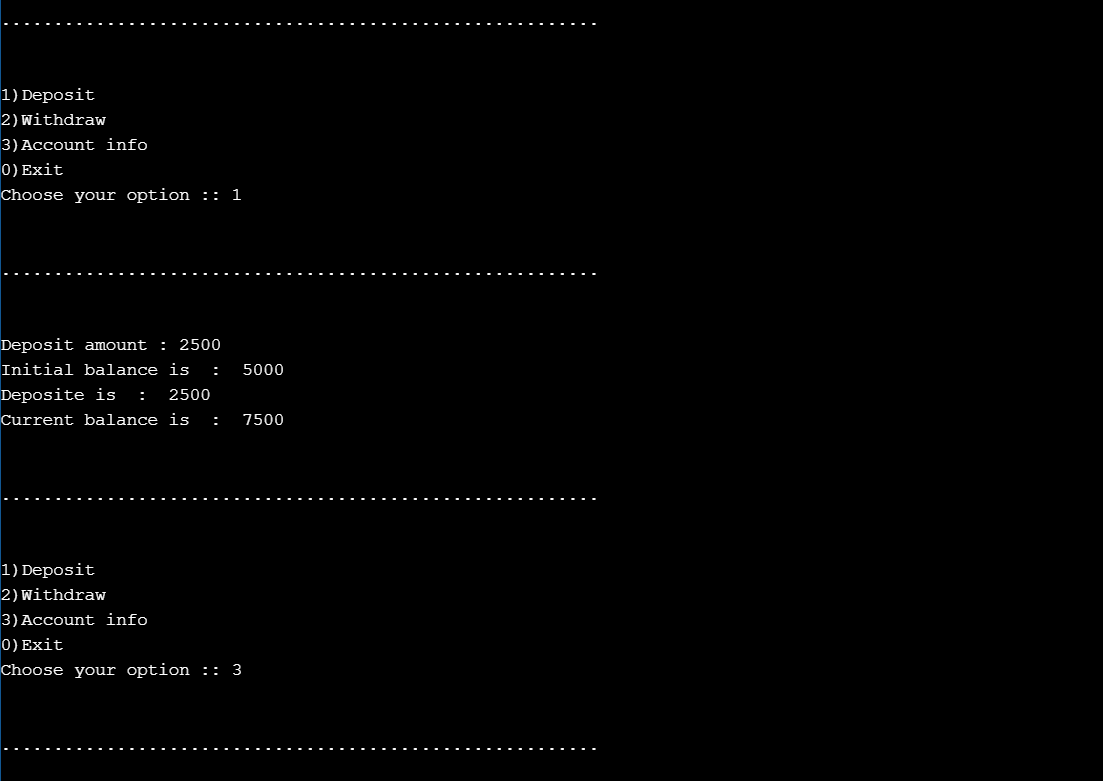 .........................................................
1)Deposit
2)Withdraw
3)Account info
0)Exit
Choose your option :: 1
.........................................................
Deposit amount : 2500
Initial balance is  :  5000
Deposite is  :  2500
Current balance is  :  7500
.........................................................
1)Deposit
2)Withdraw
3)Account info
0)Exit
Choose your option :: 3
.........................................................